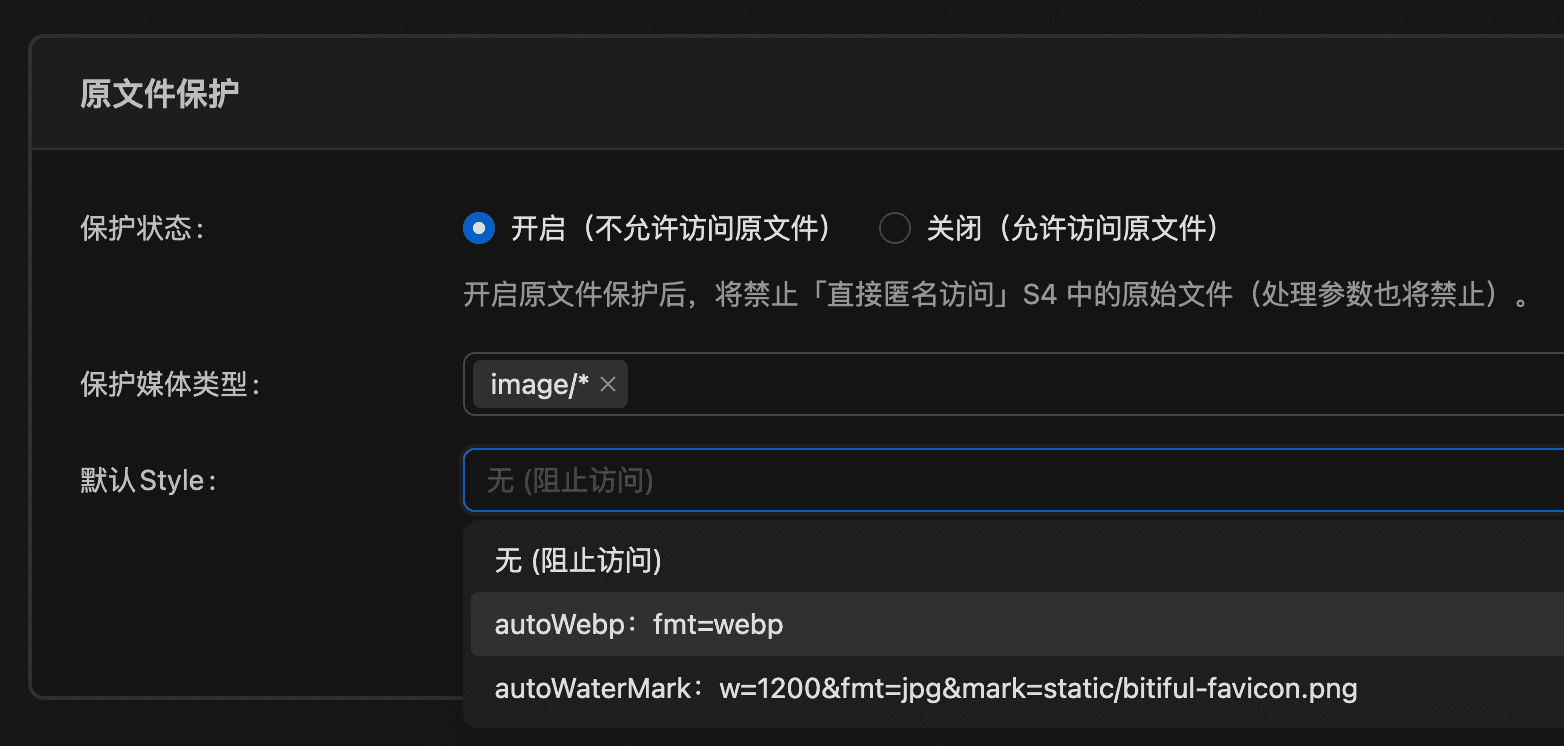 原文件保护
保护状态：
开启（不允许访问原文件） 关闭（允许访问原文件）
开启原文件保护后，将禁止「直接匿名访问」S4 中的原始文件（处理参数也将禁止）。
保护媒体类型：
image/* ×
默认Style：
无 (阻止访问)
无 (阻止访问)
autoWebp：fmt=webp
autoWaterMark：w=1200&fmt=jpg&mark=static/bitiful-favicon.png